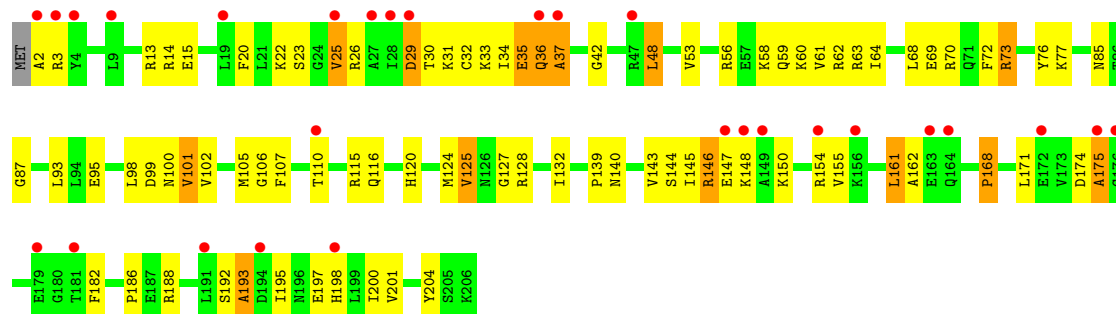 MET A2 R3 Y4 L9 R13 R14 E15 L19 F20 L21 K22 S23 G24 V25 R26 A27 I28 D29 T30 K31 C32 K33 I34 E35 Q36 A37 G42 R47 L48 V53 R56 E57 K58 Q59 K60 V61 R62 R63 I64 L68 E69 R70 Q71 F72 R73 Y76 K77 N85
G87 L93 L94 E95 L98 D99 N100 V101 V102 M105 G106 F107 T110 R115 Q116 H120 M124 V125 N126 G127 R128 I132 P139 N140 V143 S144 I145 R146 E147 K148 A149 K150 R154 V155 K156 L161 A162 E163 Q164 P168 L171 E172 V173 D174 A175
E179 G180 T181 F182 P186 E187 R188 L191 S192 A193 D194 I195 N196 E197 H198 L199 I200 V201 Y204 S205 K206